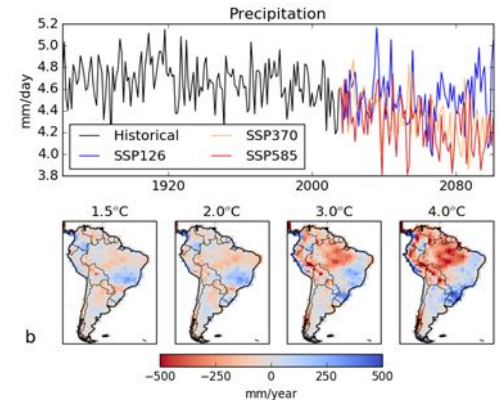 Precipitation
5.2
5.0
4.8
4.6
4.4
4.2
4.0
3.8
mm/day
Historical
SSP126
SSP370
SSP585
1920 2000 2080
1.5°C 2.0°C 3.0°C 4.0°C
b
−500 −250 0 250 500
mm/year